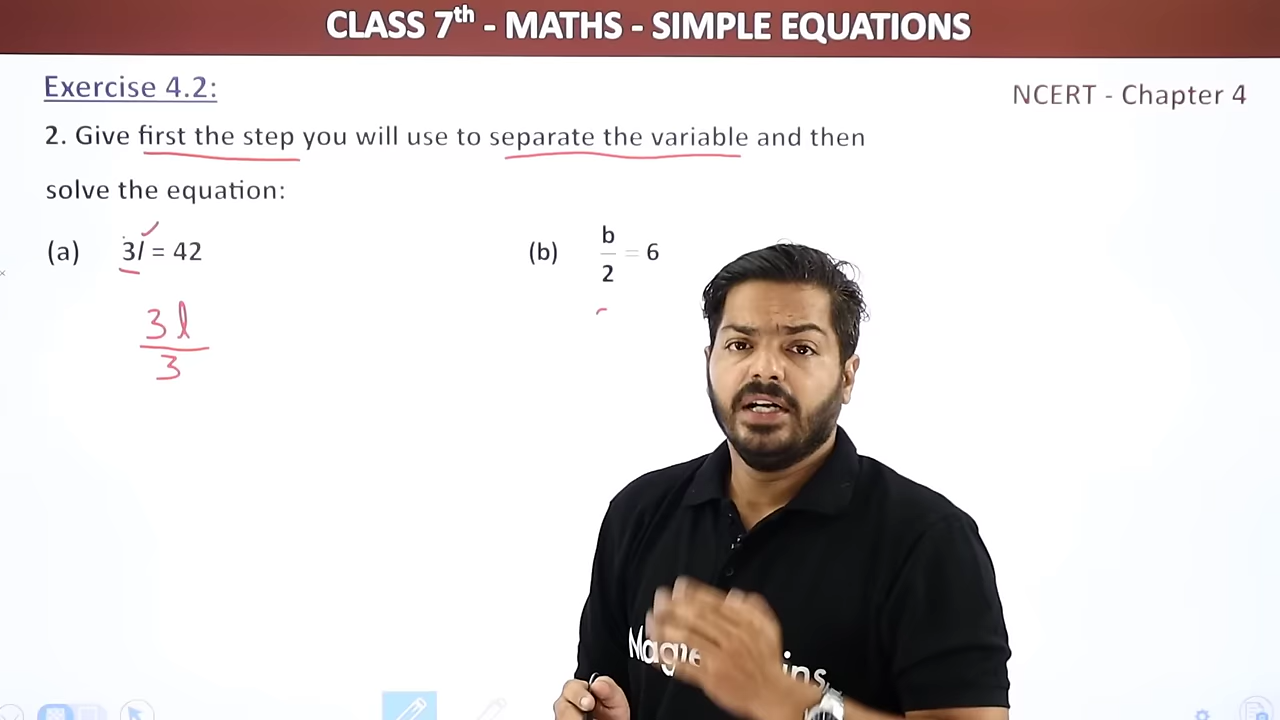 CLASS 7th - MATHS - SIMPLE EQUATIONS
Exercise 4.2:
NCERT - Chapter 4
2. Give first the step you will use to separate the variable and then
solve the equation:
(a) 3l = 42
(b) b/2 = 6
3l
3